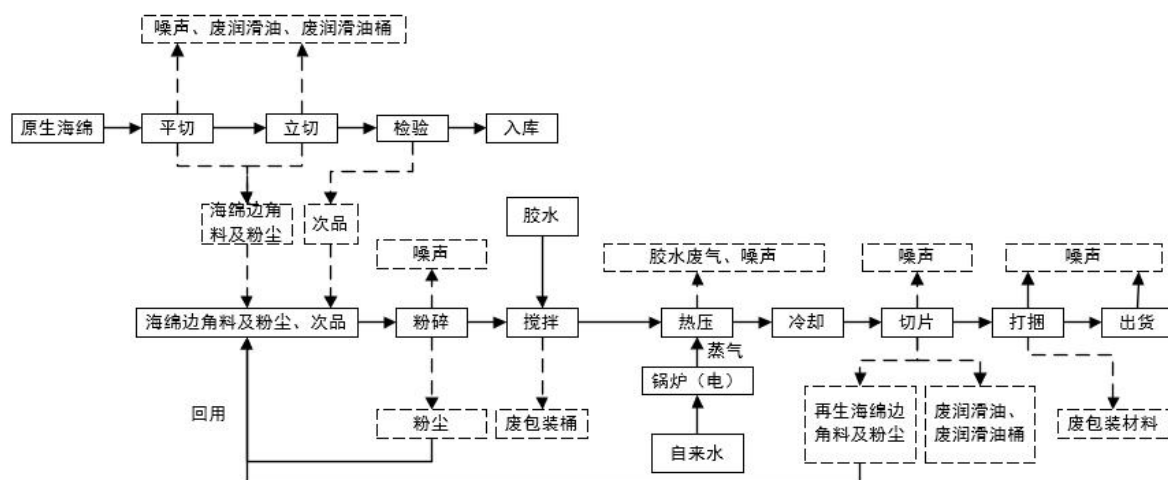 噪声、废润滑油、废润滑油桶
原生海绵
平切
立切
检验
入库
海绵边角
料及粉尘
次品
胶水
噪声
胶水废气、噪声
噪声
噪声
海绵边角料及粉尘、次品
粉碎
搅拌
热压
冷却
切片
打捆
出货
蒸气
锅炉（电）
回用
粉尘
废包装桶
自来水
再生海绵边
角料及粉尘
废润滑油、
废润滑油桶
废包装材料